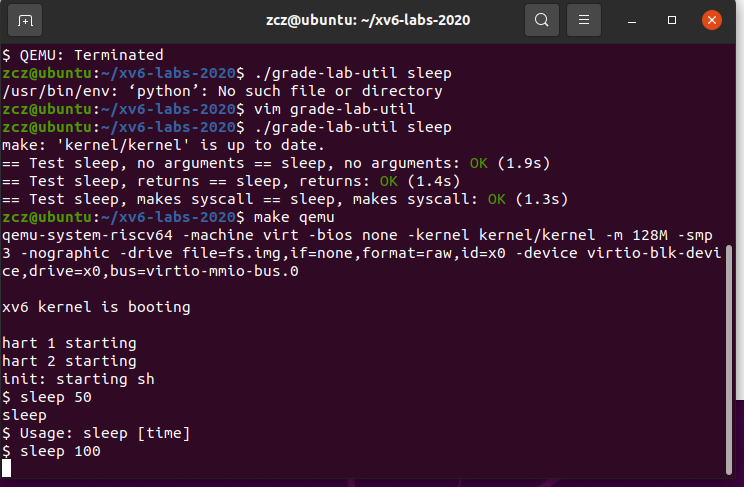 zcz@ubuntu: ~/xv6-labs-2020
$ QEMU: Terminated
zcz@ubuntu:~/xv6-labs-2020$ ./grade-lab-util sleep
/usr/bin/env: ‘python’: No such file or directory
zcz@ubuntu:~/xv6-labs-2020$ vim grade-lab-util
zcz@ubuntu:~/xv6-labs-2020$ ./grade-lab-util sleep
make: 'kernel/kernel' is up to date.
== Test sleep, no arguments == sleep, no arguments: OK (1.9s)
== Test sleep, returns == sleep, returns: OK (1.4s)
== Test sleep, makes syscall == sleep, makes syscall: OK (1.3s)
zcz@ubuntu:~/xv6-labs-2020$ make qemu
qemu-system-riscv64 -machine virt -bios none -kernel kernel/kernel -m 128M -smp
3 -nographic -drive file=fs.img,if=none,format=raw,id=x0 -device virtio-blk-devi
ce,drive=x0,bus=virtio-mmio-bus.0
xv6 kernel is booting
hart 1 starting
hart 2 starting
init: starting sh
$ sleep 50
sleep
$ Usage: sleep [time]
$ sleep 100